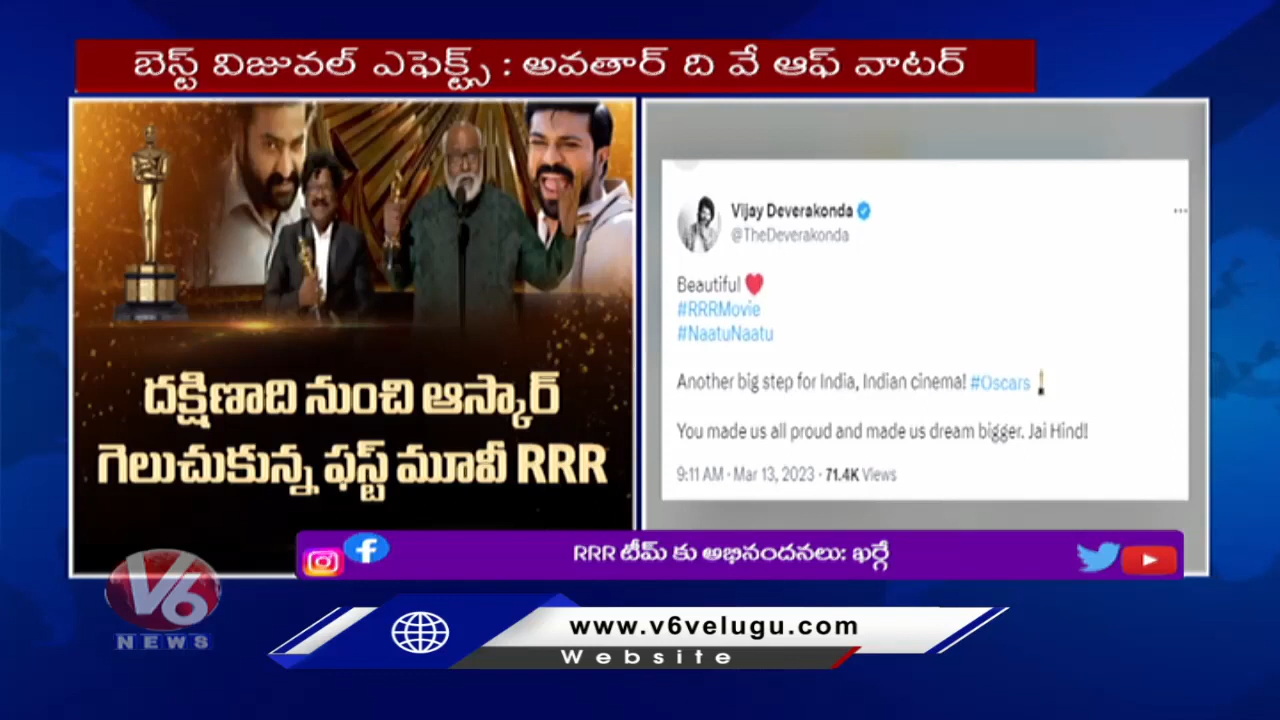 బెస్ట్ విజువల్ ఎఫెక్ట్స్ : అవతార్ ది వే ఆఫ్ వాటర్
దక్షిణాది నుంచి ఆస్కార్
గెలుచుకున్న ఫస్ట్ మూవీ RRR
Vijay Deverakonda
@TheDeverakonda
Beautiful ❤️
#RRRMovie
#NaatuNaatu
Another big step for India, Indian cinema! #Oscars
You made us all proud and made us dream bigger. Jai Hind!
9:11 AM · Mar 13, 2023 · 71.4K Views
RRR టీమ్ కు అభినందనలు: ఖర్గే
V6
NEWS
www.v6velugu.com
Website